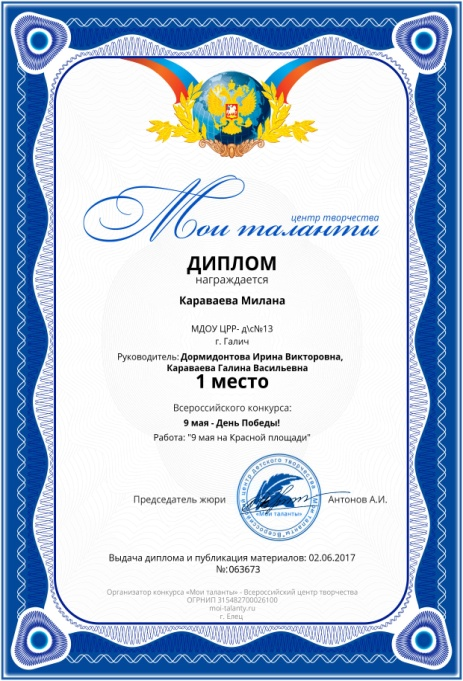 центр творчества
Мои таланты
ДИПЛОМ
награждается
Караваева Милана
МДОУ ЦРР- д\с№13
г. Галич
Руководитель: Дормидонтова Ирина Викторовна,
Караваева Галина Васильевна
1 место
Всероссийского конкурса:
9 мая - День Победы!
Работа: "9 мая на Красной площади"
Председатель жюри
«Мои таланты»
Антонов А.И.
Выдача диплома и публикация материалов: 02.06.2017
№:063673
Организатор конкурса «Мои таланты» - Всероссийский центр творчества
ОГРНИП 315482700026100
moi-talanty.ru
г. Елец